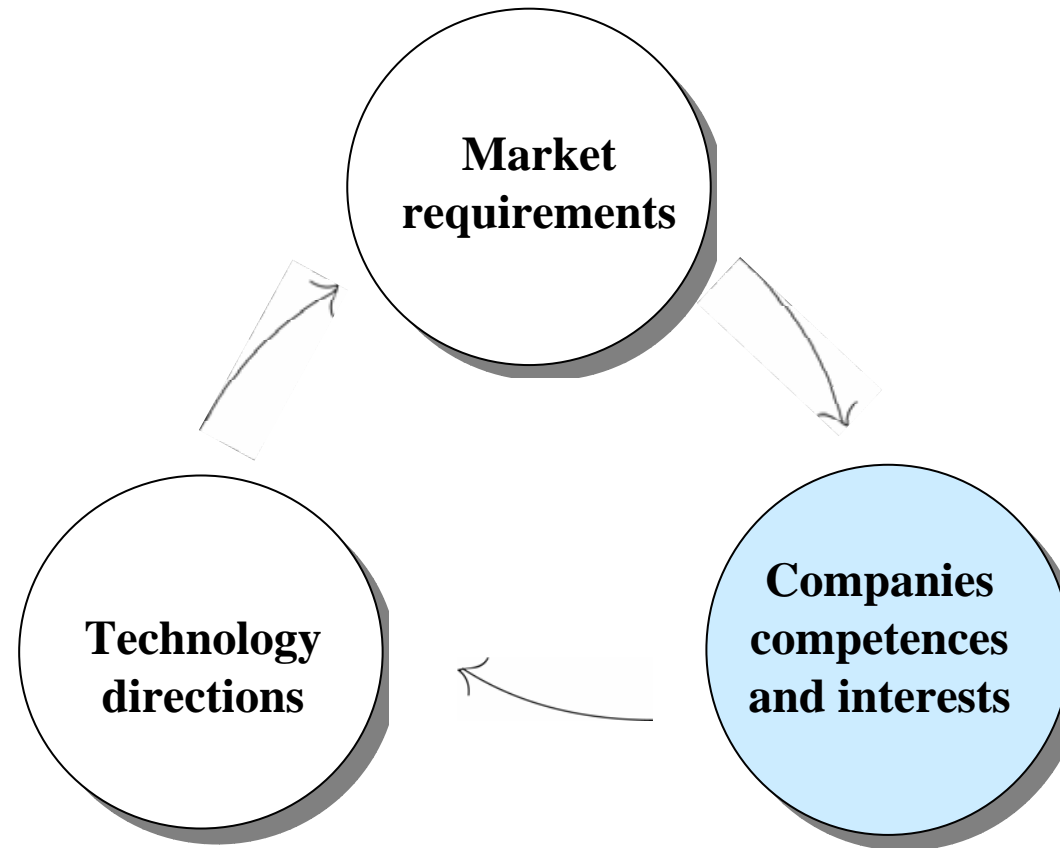 Market
requirements
Companies
competences
and interests
Technology
directions